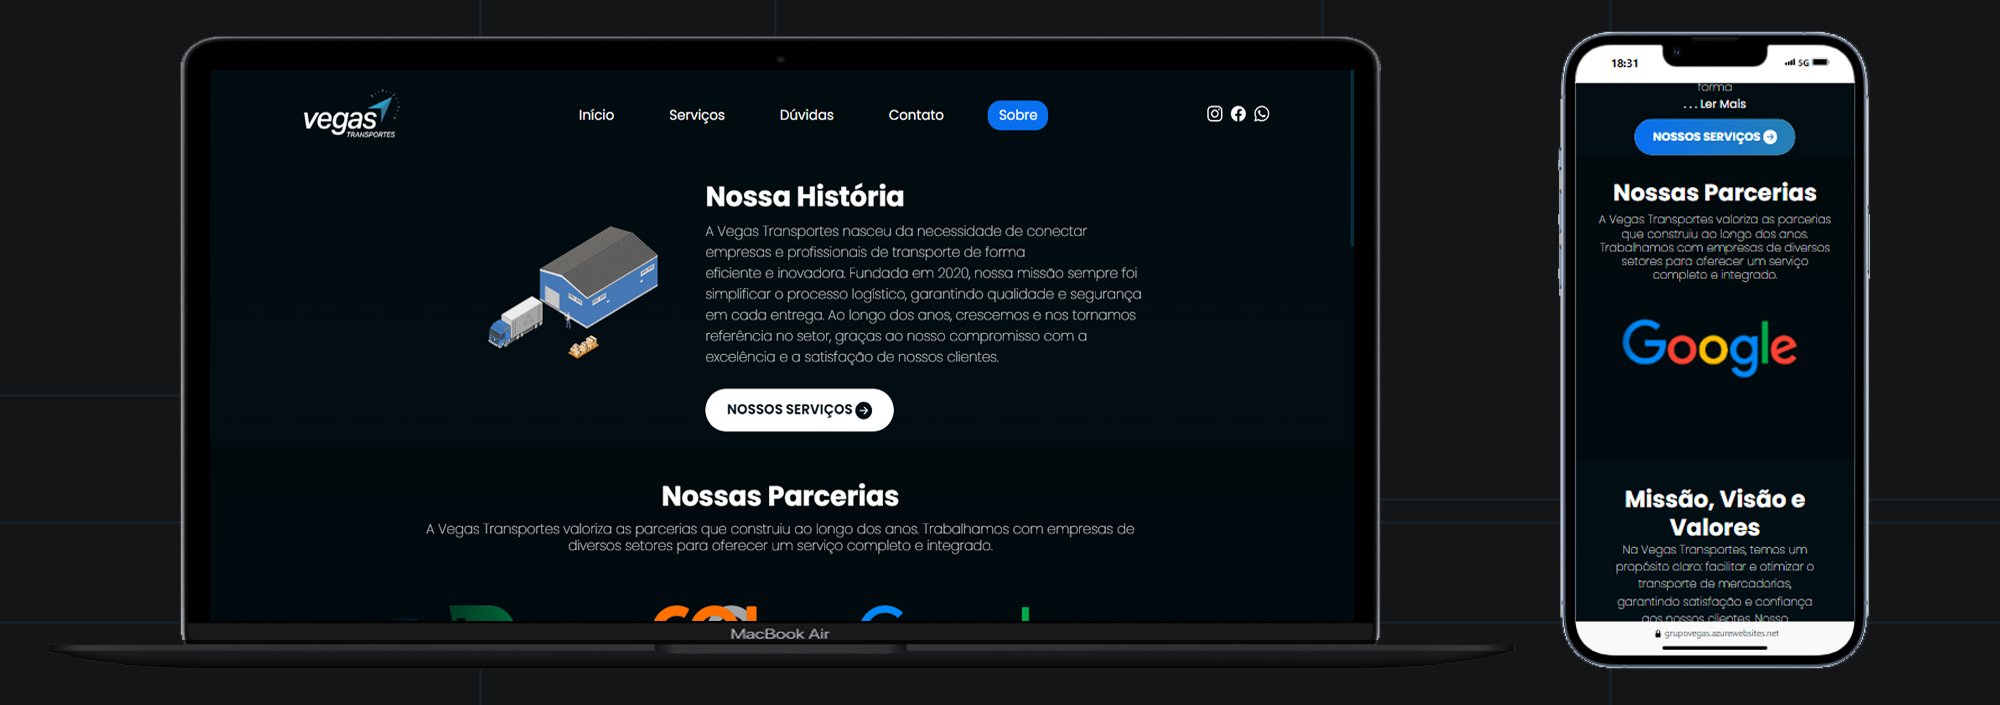 vegas
TRANSPORTES
Início
Serviços
Dúvidas
Contato
Sobre
Nossa História
A Vegas Transportes nasceu da necessidade de conectar
empresas e profissionais de transporte de forma
eficiente e inovadora. Fundada em 2020, nossa missão sempre foi
simplificar o processo logístico, garantindo qualidade e segurança
em cada entrega. Ao longo dos anos, crescemos e nos tornamos
referência no setor, graças ao nosso compromisso com a
excelência e a satisfação de nossos clientes.
NOSSOS SERVIÇOS
Nossas Parcerias
A Vegas Transportes valoriza as parcerias que construiu ao longo dos anos. Trabalhamos com empresas de
diversos setores para oferecer um serviço completo e integrado.
MacBook Air
18:31
5G
forma
... Ler Mais
NOSSOS SERVIÇOS
Nossas Parcerias
A Vegas Transportes valoriza as parcerias
que construiu ao longo dos anos.
Trabalhamos com empresas de diversos
setores para oferecer um serviço
completo e integrado.
Google
Missão, Visão e
Valores
Na Vegas Transportes, temos um
propósito claro: facilitar e otimizar o
transporte de mercadorias,
garantindo satisfação e confiança
aos nossos clientes. Nosso
grupovegas.azurewebsites.net